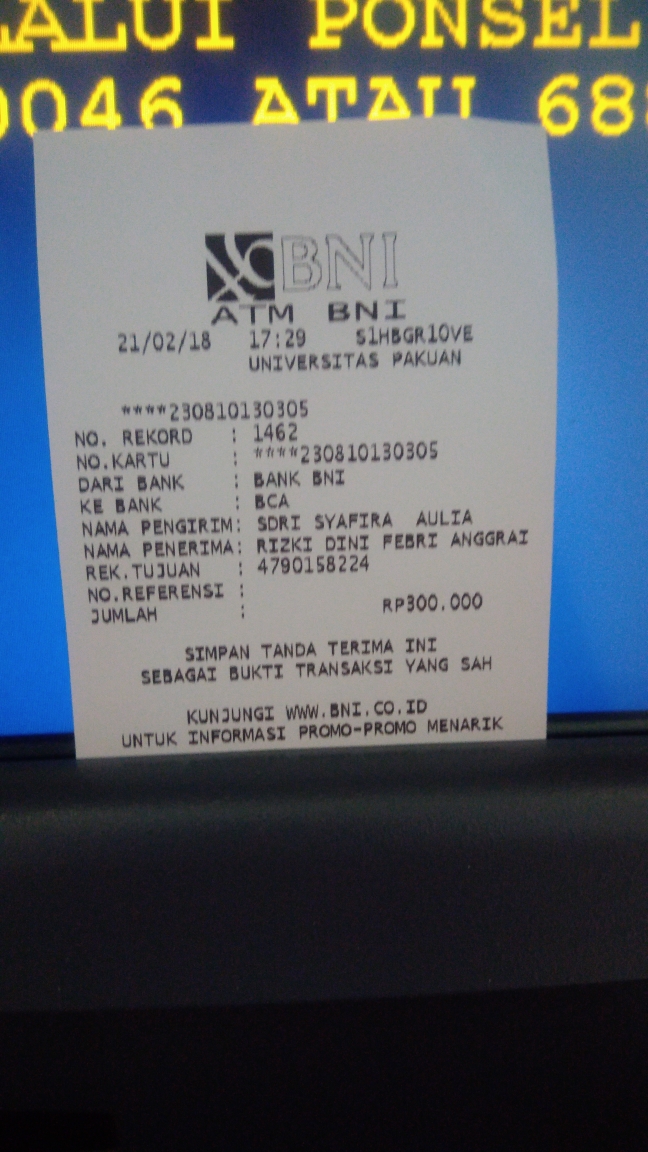 ALUI PONSEL
0046 ATAU 68
BNI
ATM BNI
21/02/18 17:29 S1HBGR10VE
UNIVERSITAS PAKUAN
****230810130305
NO. REKORD : 1462
NO.KARTU : ****230810130305
DARI BANK : BANK BNI
KE BANK : BCA
NAMA PENGIRIM: SDRI SYAFIRA AULIA
NAMA PENERIMA: RIZKI DINI FEBRI ANGGRAI
REK.TUJUAN : 4790158224
NO.REFERENSI :
JUMLAH : RP300.000
SIMPAN TANDA TERIMA INI
SEBAGAI BUKTI TRANSAKSI YANG SAH
KUNJUNGI WWW.BNI.CO.ID
UNTUK INFORMASI PROMO-PROMO MENARIK